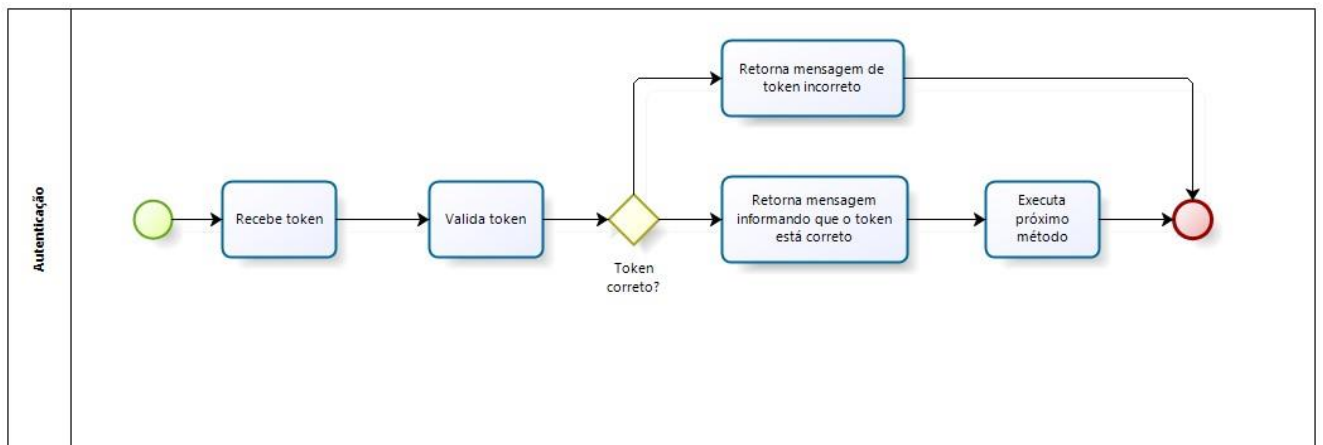 Autenticação
Recebe token
Valida token
Token
correto?
Retorna mensagem de
token incorreto
Retorna mensagem
informando que o token
está correto
Executa
próximo
método